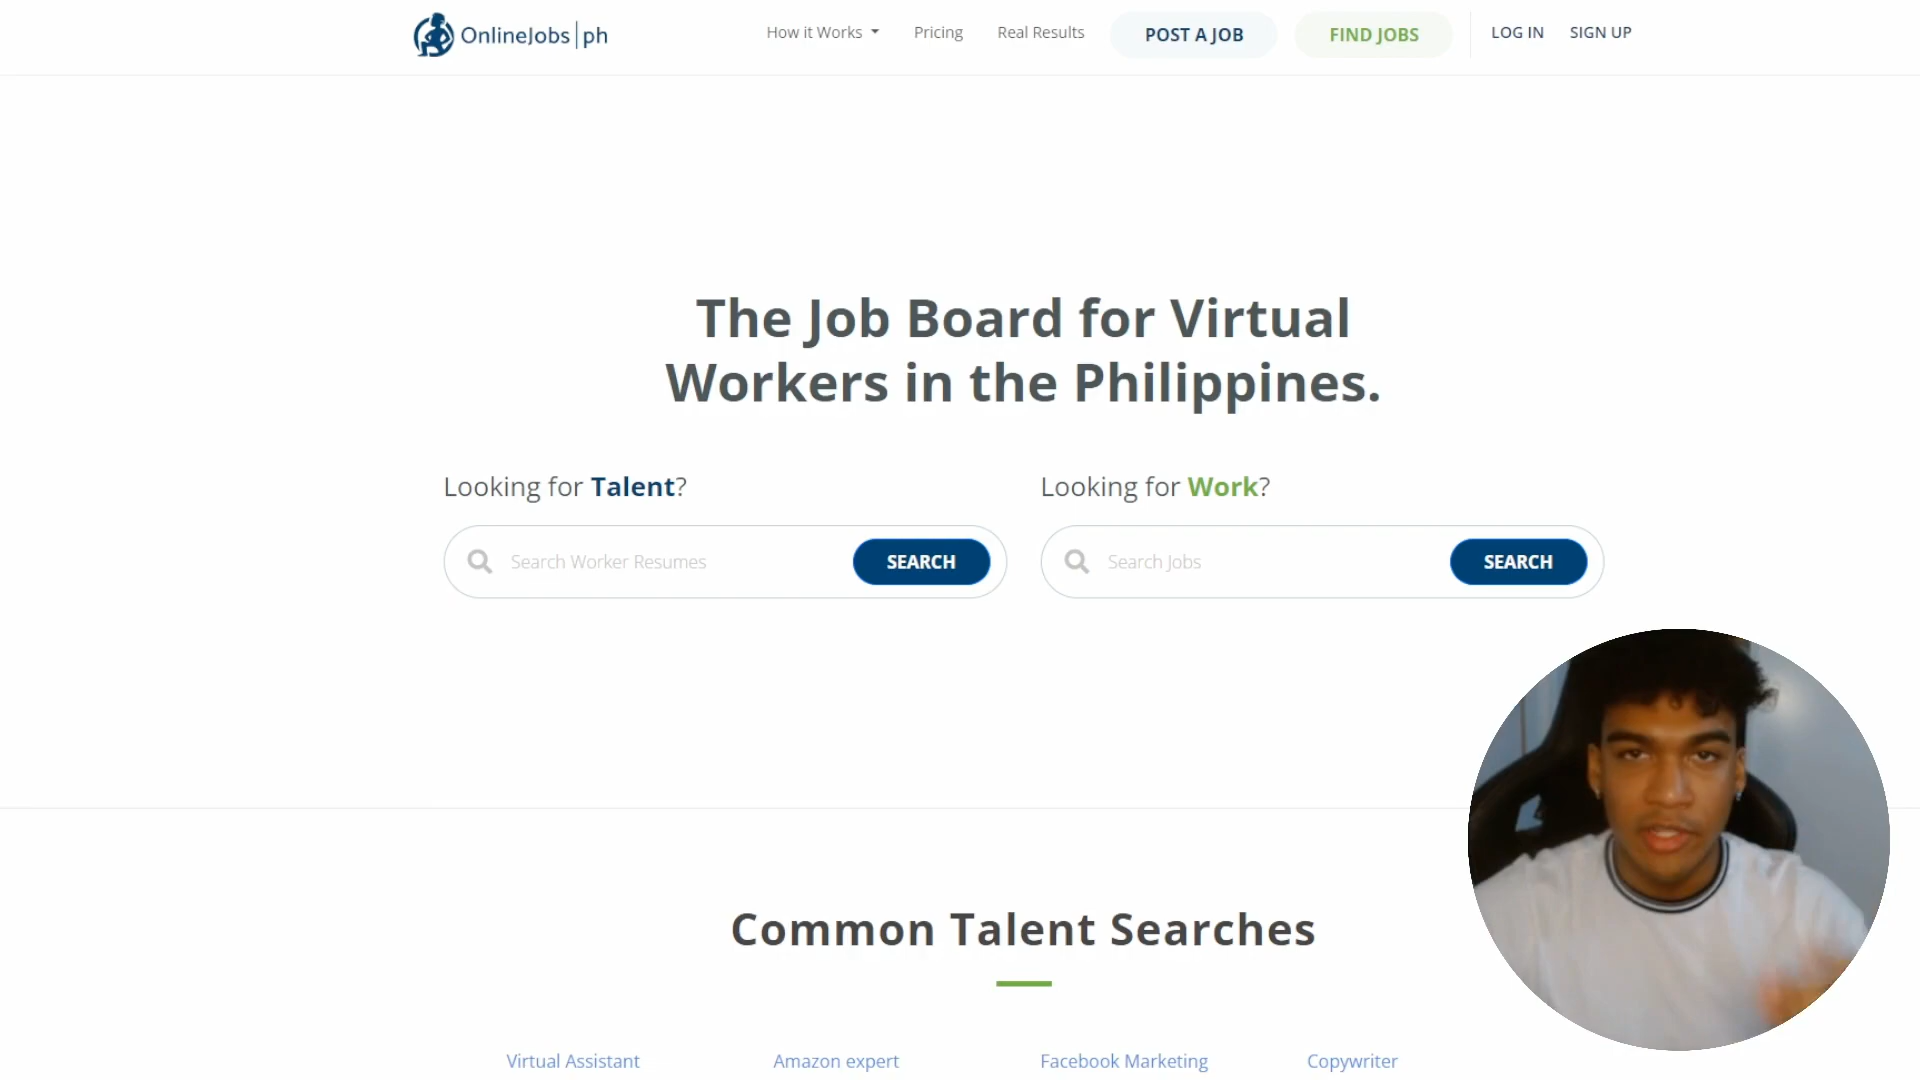 OnlineJobs|ph
How it Works
Pricing
Real Results
POST A JOB
FIND JOBS
LOG IN
SIGN UP
The Job Board for Virtual
Workers in the Philippines.
Looking for Talent?
Search Worker Resumes
SEARCH
Looking for Work?
Search Jobs
SEARCH
Common Talent Searches
Virtual Assistant
Amazon expert
Facebook Marketing
Copywriter